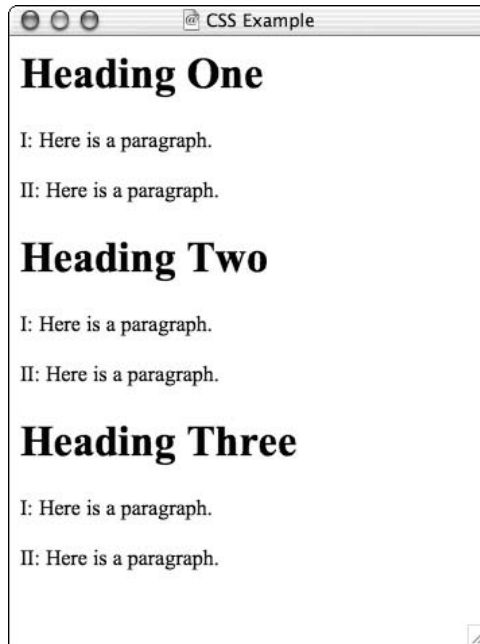 CSS Example
Heading One
I: Here is a paragraph.
II: Here is a paragraph.
Heading Two
I: Here is a paragraph.
II: Here is a paragraph.
Heading Three
I: Here is a paragraph.
II: Here is a paragraph.